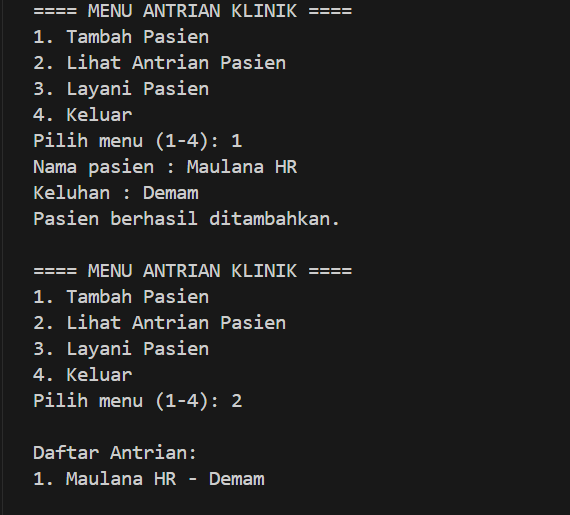 ==== MENU ANTRIAN KLINIK ====
1. Tambah Pasien
2. Lihat Antrian Pasien
3. Layani Pasien
4. Keluar
Pilih menu (1-4): 1
Nama pasien : Maulana HR
Keluhan : Demam
Pasien berhasil ditambahkan.

==== MENU ANTRIAN KLINIK ====
1. Tambah Pasien
2. Lihat Antrian Pasien
3. Layani Pasien
4. Keluar
Pilih menu (1-4): 2

Daftar Antrian:
1. Maulana HR - Demam